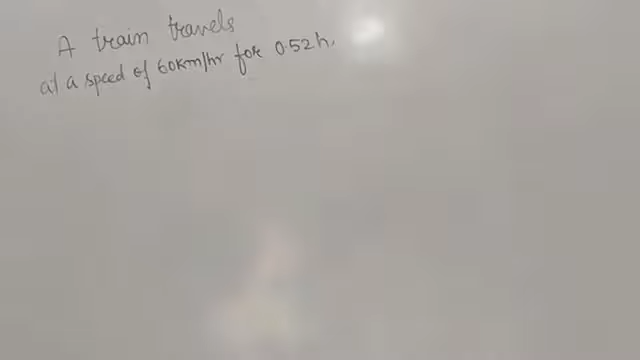 A train travels
at a speed of 60km/hr for 0.52h.